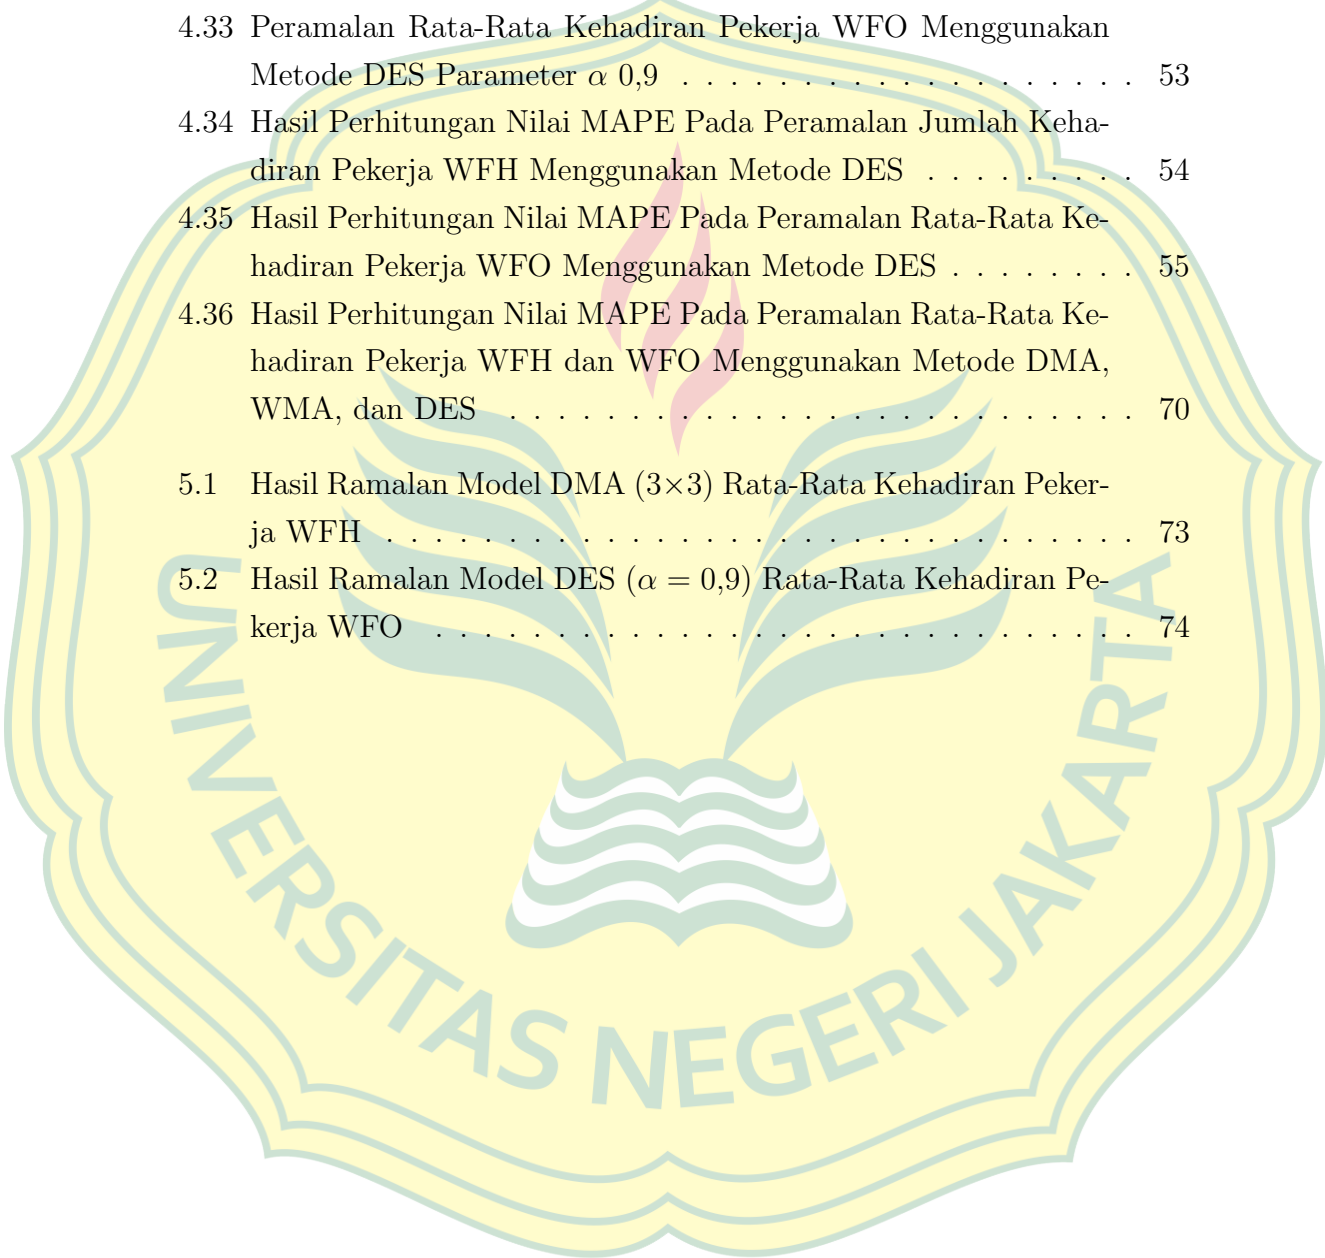 4.33 Peramalan Rata-Rata Kehadiran Pekerja WFO Menggunakan
Metode DES Parameter α 0,9 . . . . . . . . . . . . . . . . . . . 53
4.34 Hasil Perhitungan Nilai MAPE Pada Peramalan Jumlah Keha-
diran Pekerja WFH Menggunakan Metode DES . . . . . . . . . 54
4.35 Hasil Perhitungan Nilai MAPE Pada Peramalan Rata-Rata Ke-
hadiran Pekerja WFO Menggunakan Metode DES . . . . . . . . 55
4.36 Hasil Perhitungan Nilai MAPE Pada Peramalan Rata-Rata Ke-
hadiran Pekerja WFH dan WFO Menggunakan Metode DMA,
WMA, dan DES . . . . . . . . . . . . . . . . . . . . . . . . . . 70
5.1 Hasil Ramalan Model DMA (3×3) Rata-Rata Kehadiran Peker-
ja WFH . . . . . . . . . . . . . . . . . . . . . . . . . . . . . . . 73
5.2 Hasil Ramalan Model DES (α = 0,9) Rata-Rata Kehadiran Pe-
kerja WFO . . . . . . . . . . . . . . . . . . . . . . . . . . . . . 74
UNIVERSITAS NEGERI JAKARTA